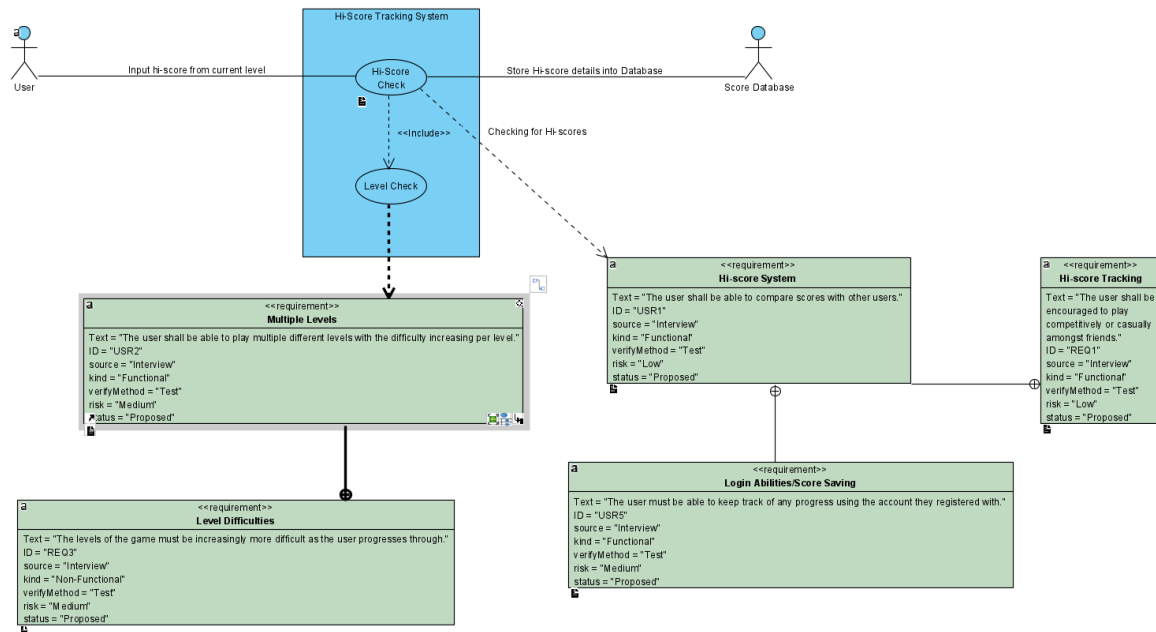 Hi-Score Tracking System
a
User
Input hi-score from current level
Hi-Score
Check
Store Hi-score details into Database
Score Database
<<Include>>
Checking for Hi-scores
Level Check
a
<<requirement>>
Multiple Levels
Text = "The user shall be able to play multiple different levels with the difficulty increasing per level."
ID = "USR2"
source = "Interview"
kind = "Functional"
verifyMethod = "Test"
risk = "Medium"
status = "Proposed"
a
<<requirement>>
Hi-score System
Text = "The user shall be able to compare scores with other users."
ID = "USR1"
source = "Interview"
kind = "Functional"
verifyMethod = "Test"
risk = "Low"
status = "Proposed"
a
<<requirement>>
Hi-score Tracking
Text = "The user shall be
encouraged to play
competitively or casually
amongst friends."
ID = "REQ1"
source = "Interview"
kind = "Functional"
verifyMethod = "Test"
risk = "Low"
status = "Proposed"
a
<<requirement>>
Level Difficulties
Text = "The levels of the game must be increasingly more difficult as the user progresses through."
ID = "REQ3"
source = "Interview"
kind = "Non-Functional"
verifyMethod = "Test"
risk = "Medium"
status = "Proposed"
a
<<requirement>>
Login Abilities/Score Saving
Text = "The user must be able to keep track of any progress using the account they registered with."
ID = "USR5"
source = "Interview"
kind = "Functional"
verifyMethod = "Test"
risk = "Medium"
status = "Proposed"